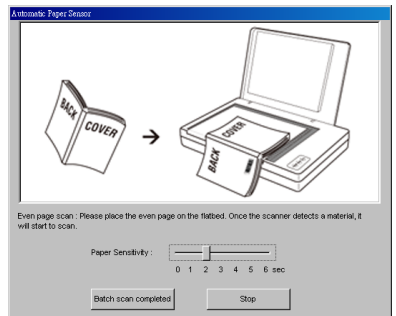 Automatic Paper Sensor
BACK
COVER
COVER
BACK
Even page scan : Please place the even page on the flatbed. Once the scanner detects a material, it
will start to scan.
Paper Sensitivity :
0 1 2 3 4 5 6 sec
Batch scan completed
Stop